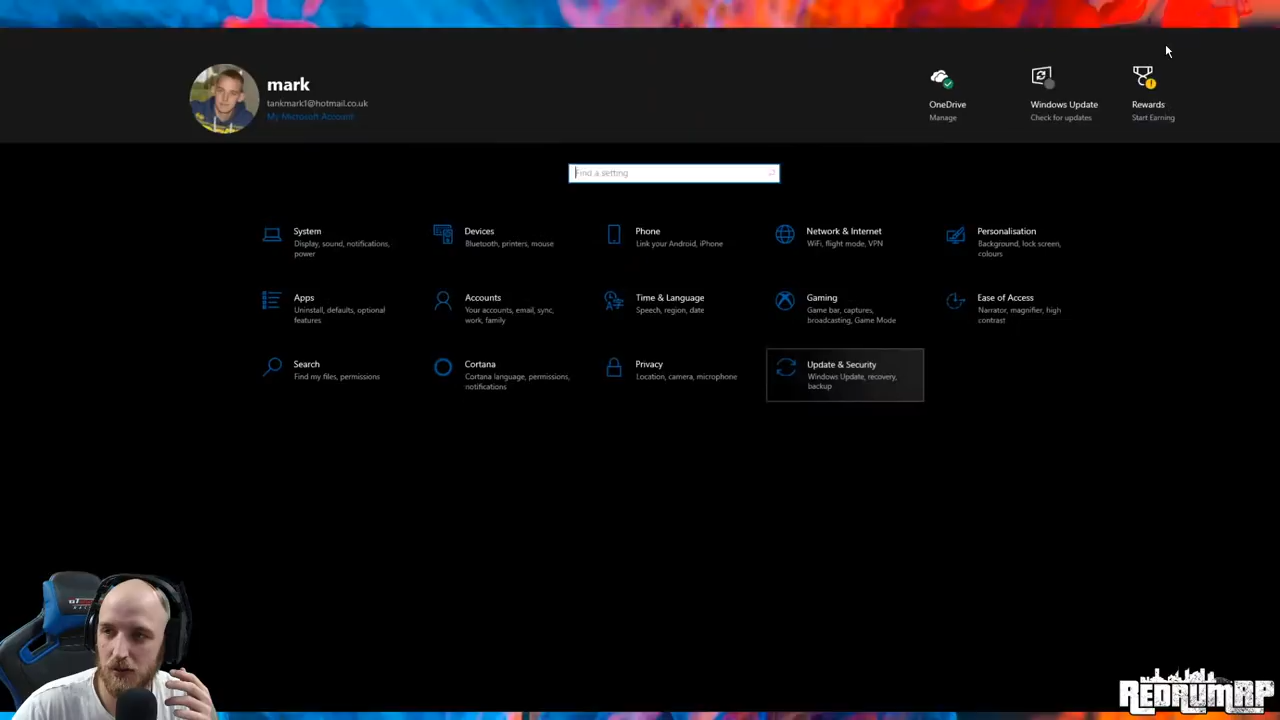 mark
tankmark1@hotmail.co.uk
My Microsoft Account
OneDrive
Manage
Windows Update
Check for updates
Rewards
Start Earning
Find a setting
System
Display, sound, notifications,
power
Devices
Bluetooth, printers, mouse
Phone
Link your Android, iPhone
Network & Internet
WiFi, flight mode, VPN
Personalisation
Background, lock screen,
colours
Apps
Uninstall, defaults, optional
features
Accounts
Your accounts, email, sync,
work, family
Time & Language
Speech, region, date
Gaming
Game bar, captures,
broadcasting, Game Mode
Ease of Access
Narrator, magnifier, high
contrast
Search
Find my files, permissions
Cortana
Cortana language, permissions,
notifications
Privacy
Location, camera, microphone
Update & Security
Windows Update, recovery,
backup
REDRUMRP